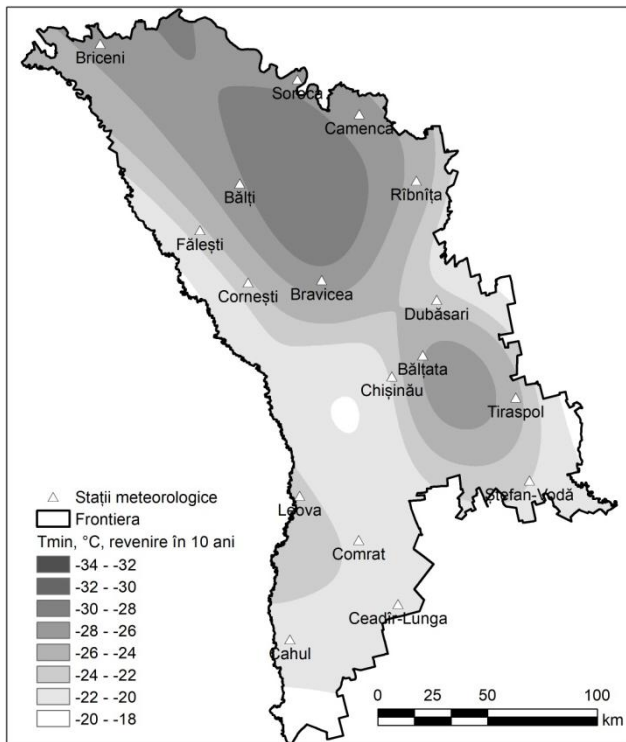 Briceni
Soroca
Camenca
Bălți
Rîbnița
Fălești
Cornești
Bravicea
Dubăsari
Bălțata
Chișinău
Tiraspol
Ștefan-Vodă
Leova
Comrat
Ceadîr-Lunga
Cahul
Stații meteorologice
Frontiera
Tmin, °C, revenire în 10 ani
-34 - -32
-32 - -30
-30 - -28
-28 - -26
-26 - -24
-24 - -22
-22 - -20
-20 - -18
0 25 50 100
km